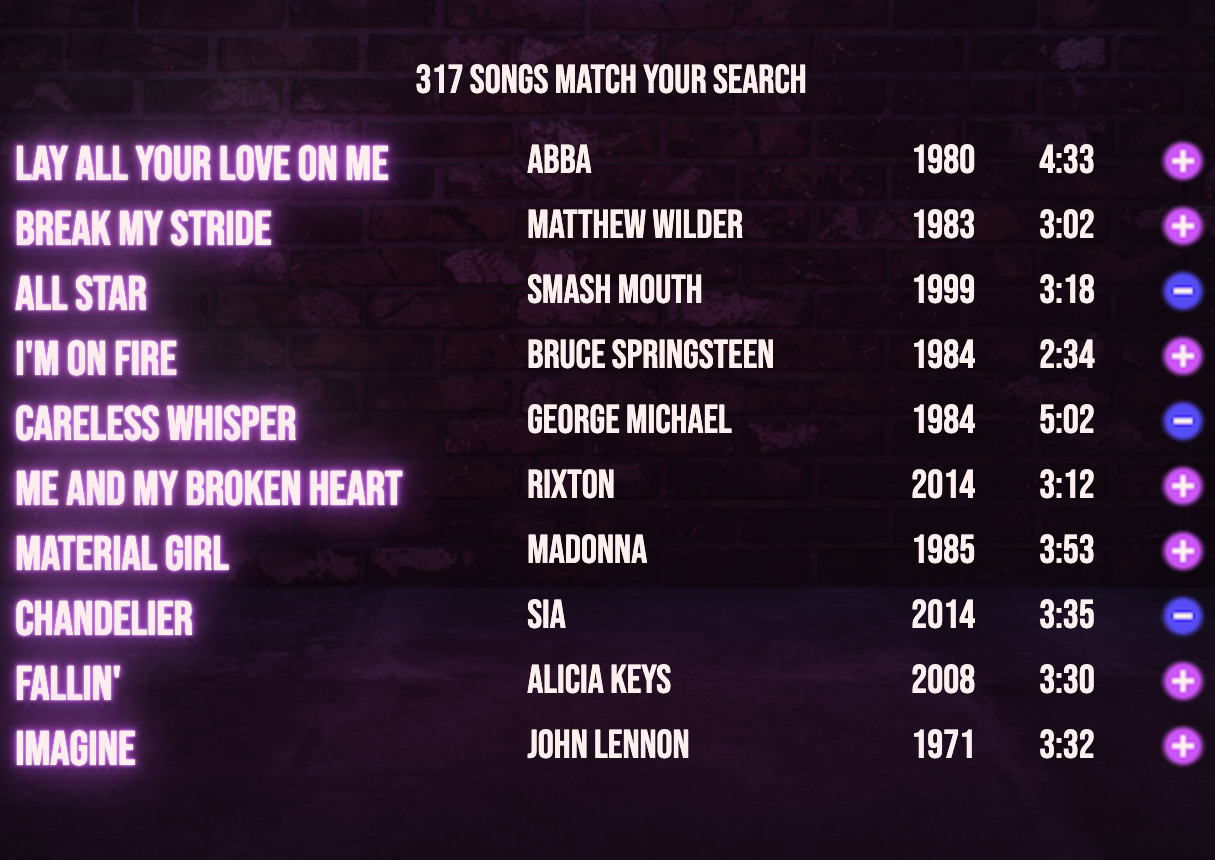 317 SONGS MATCH YOUR SEARCH
LAY ALL YOUR LOVE ON ME ABBA 1980 4:33
BREAK MY STRIDE MATTHEW WILDER 1983 3:02
ALL STAR SMASH MOUTH 1999 3:18
I'M ON FIRE BRUCE SPRINGSTEEN 1984 2:34
CARELESS WHISPER GEORGE MICHAEL 1984 5:02
ME AND MY BROKEN HEART RIXTON 2014 3:12
MATERIAL GIRL MADONNA 1985 3:53
CHANDELIER SIA 2014 3:35
FALLIN' ALICIA KEYS 2008 3:30
IMAGINE JOHN LENNON 1971 3:32